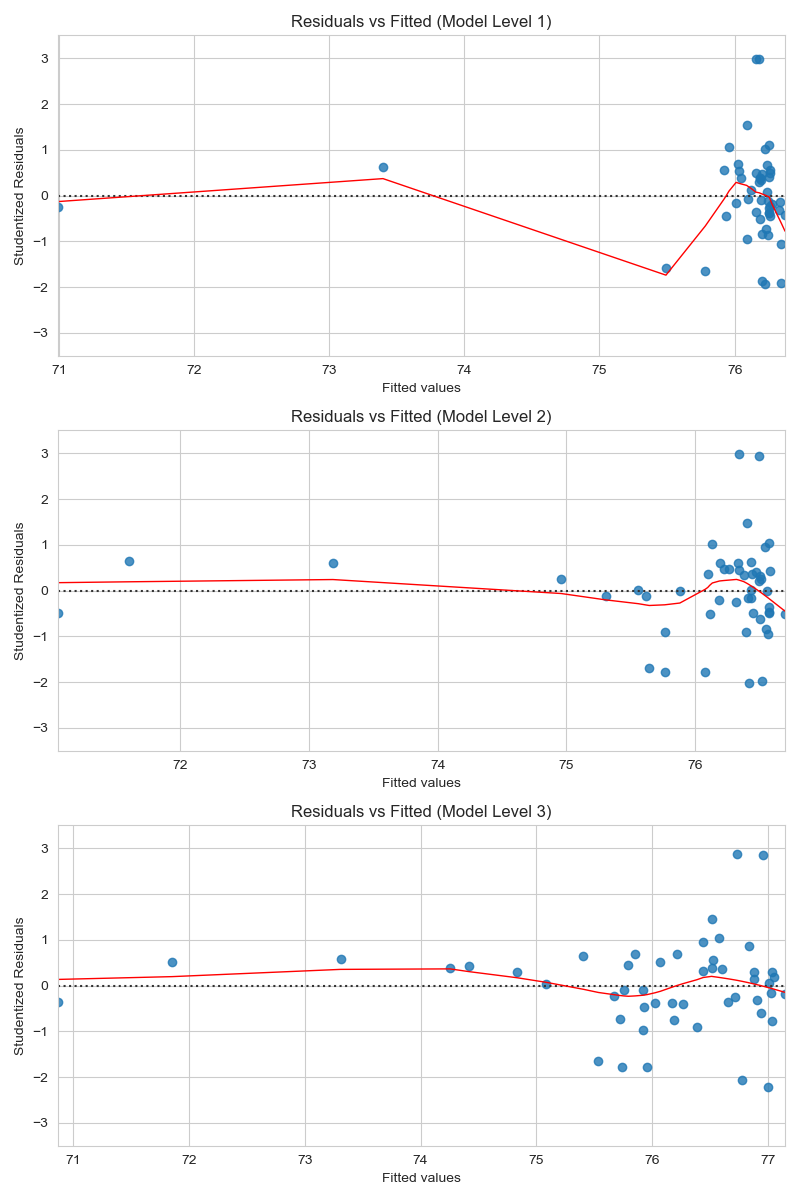 Residuals vs Fitted (Model Level 1)
3
2
1
0
−1
−2
−3
Studentized Residuals
71 72 73 74 75 76
Fitted values
Residuals vs Fitted (Model Level 2)
3
2
1
0
−1
−2
−3
Studentized Residuals
72 73 74 75 76
Fitted values
Residuals vs Fitted (Model Level 3)
3
2
1
0
−1
−2
−3
Studentized Residuals
71 72 73 74 75 76 77
Fitted values